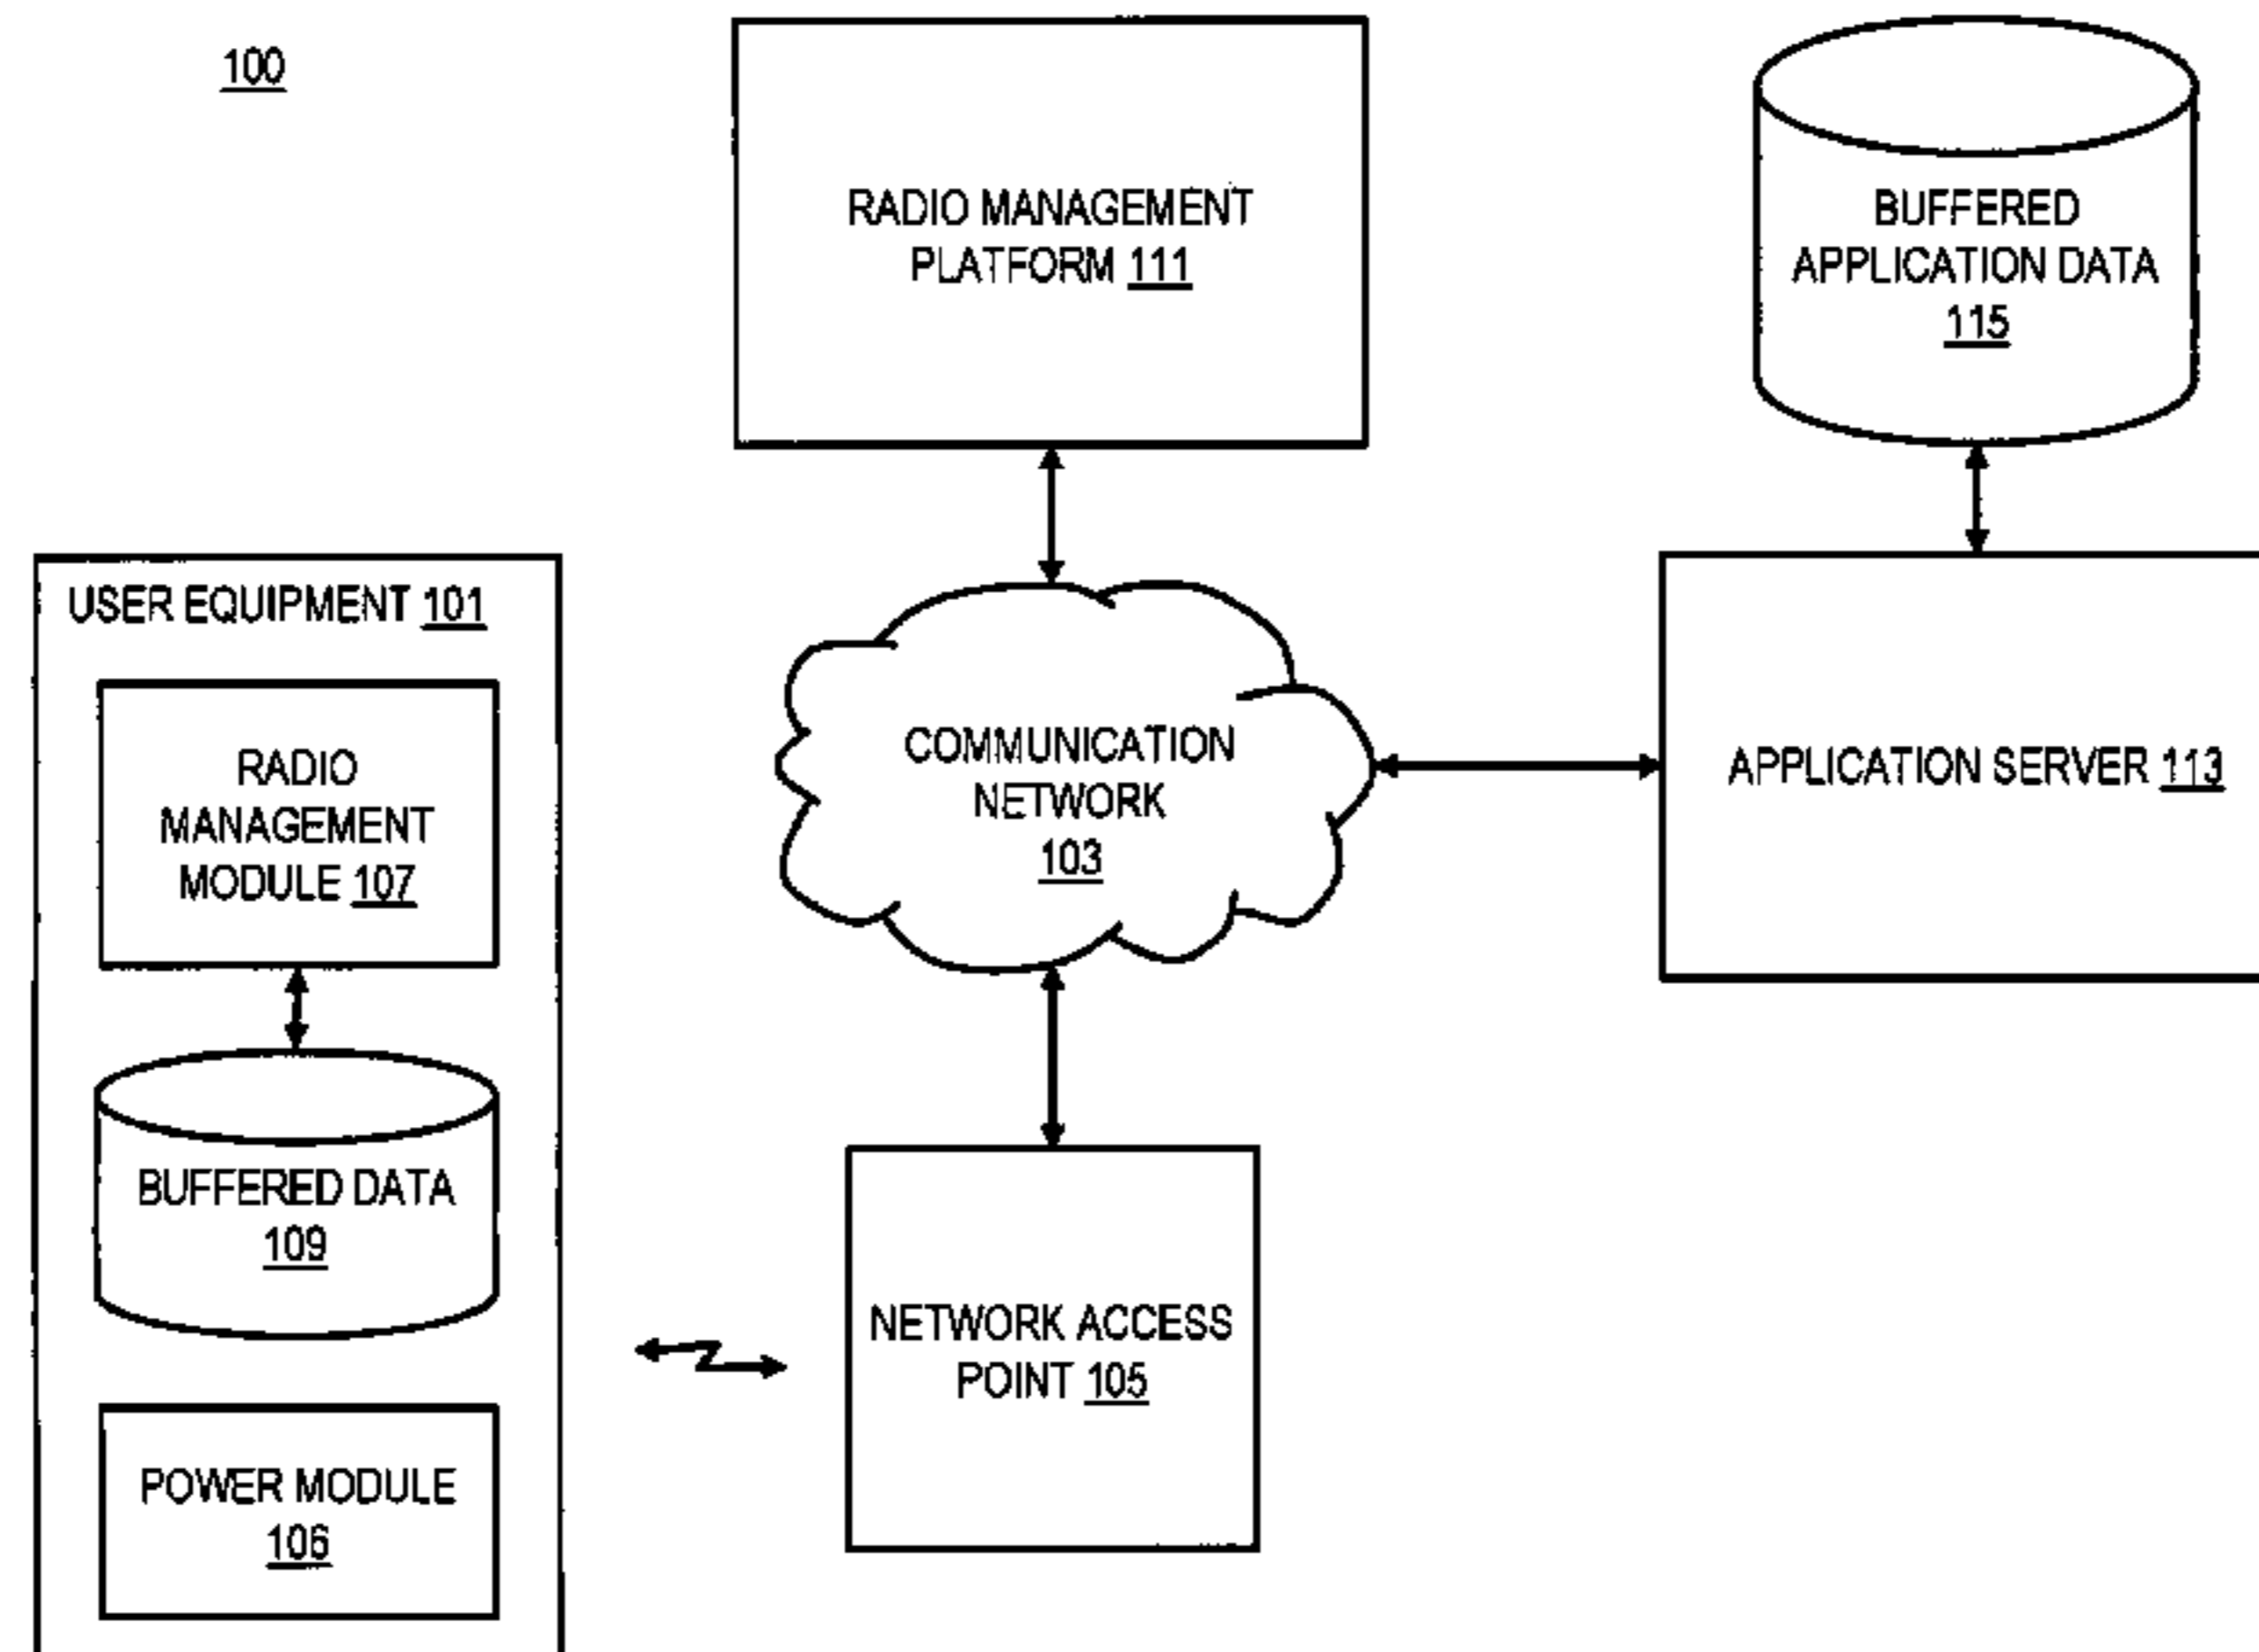 100
RADIO MANAGEMENT
PLATFORM 111
BUFFERED
APPLICATION DATA
115
USER EQUIPMENT 101
RADIO
MANAGEMENT
MODULE 107
COMMUNICATION
NETWORK
103
APPLICATION SERVER 113
BUFFERED DATA
109
NETWORK ACCESS
POINT 105
POWER MODULE
106